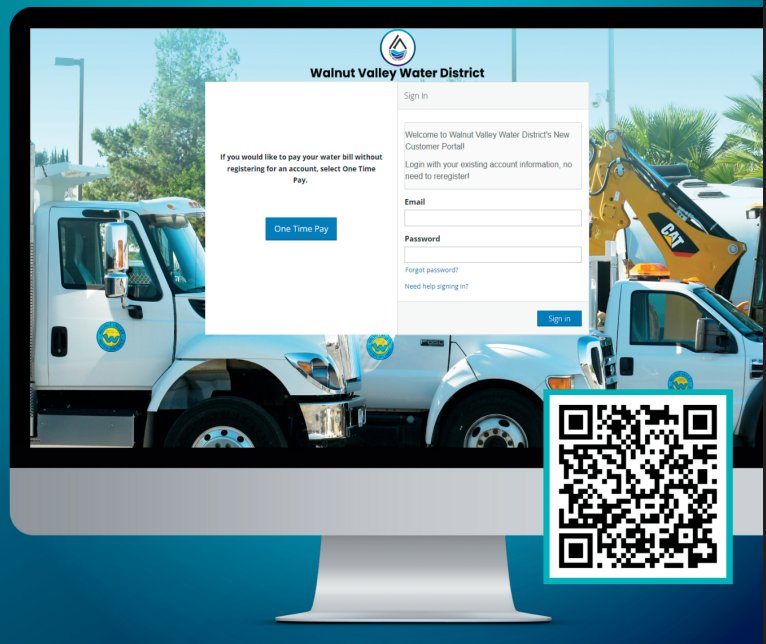 Walnut Valley Water District
Sign In
If you would like to pay your water bill without
registering for an account, select One Time
Pay.
One Time Pay
Welcome to Walnut Valley Water District's New
Customer Portal!
Login with your existing account information, no
need to reregister!
Email
Password
Forgot password?
Need help signing in?
Sign in
CAT